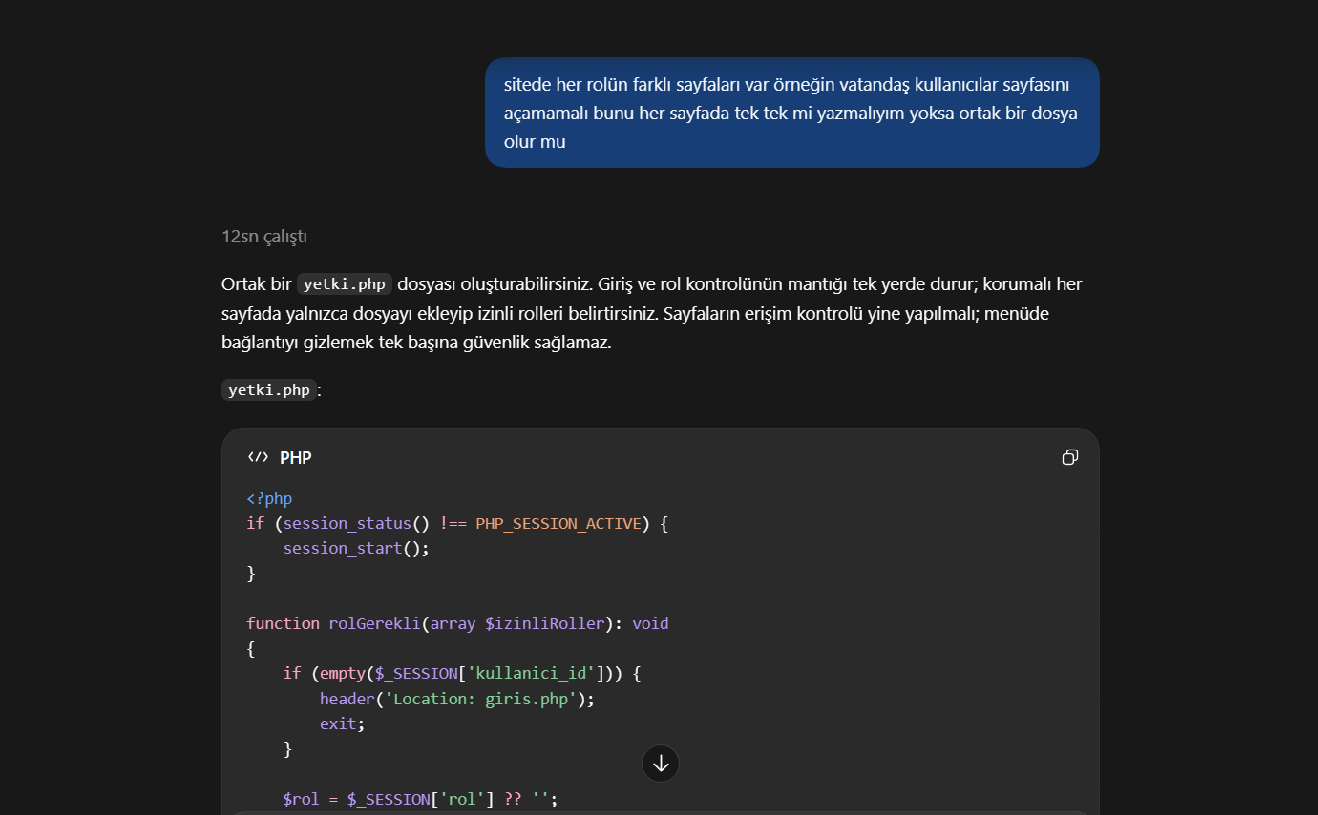 sitede her rolün farklı sayfaları var örneğin vatandaş kullanıcılar sayfasını
açamamalı bunu her sayfada tek tek mi yazmalıyım yoksa ortak bir dosya
olur mu
12sn çalıştı
Ortak bir yetki.php dosyası oluşturabilirsiniz. Giriş ve rol kontrolünün mantığı tek yerde durur; korumalı her
sayfada yalnızca dosyayı ekleyip izinli rolleri belirtirsiniz. Sayfaların erişim kontrolü yine yapılmalı; menüde
bağlantıyı gizlemek tek başına güvenlik sağlamaz.
yetki.php:
</> PHP
<?php
if (session_status() !== PHP_SESSION_ACTIVE) {
    session_start();
}
function rolGerekli(array $izinliRoller): void
{
    if (empty($_SESSION['kullanici_id'])) {
        header('Location: giris.php');
        exit;
    }
    $rol = $_SESSION['rol'] ?? '';